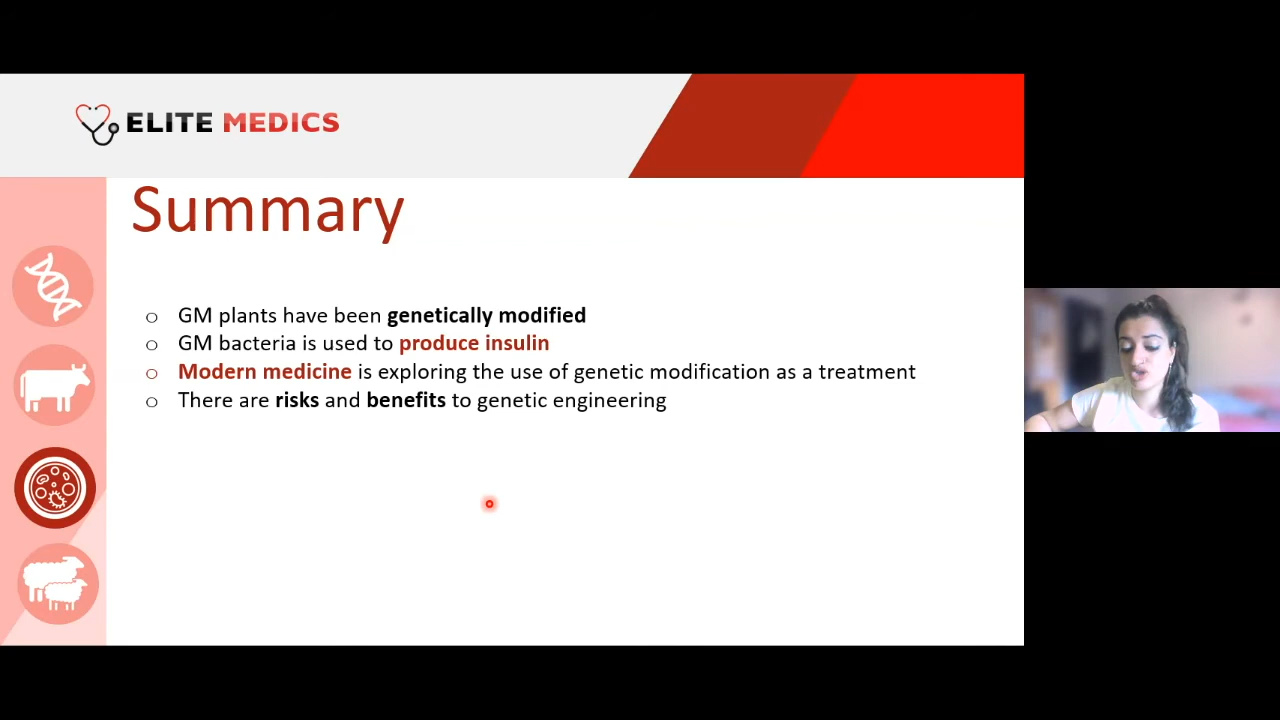 ELITE MEDICS
Summary
GM plants have been genetically modified
GM bacteria is used to produce insulin
Modern medicine is exploring the use of genetic modification as a treatment
There are risks and benefits to genetic engineering